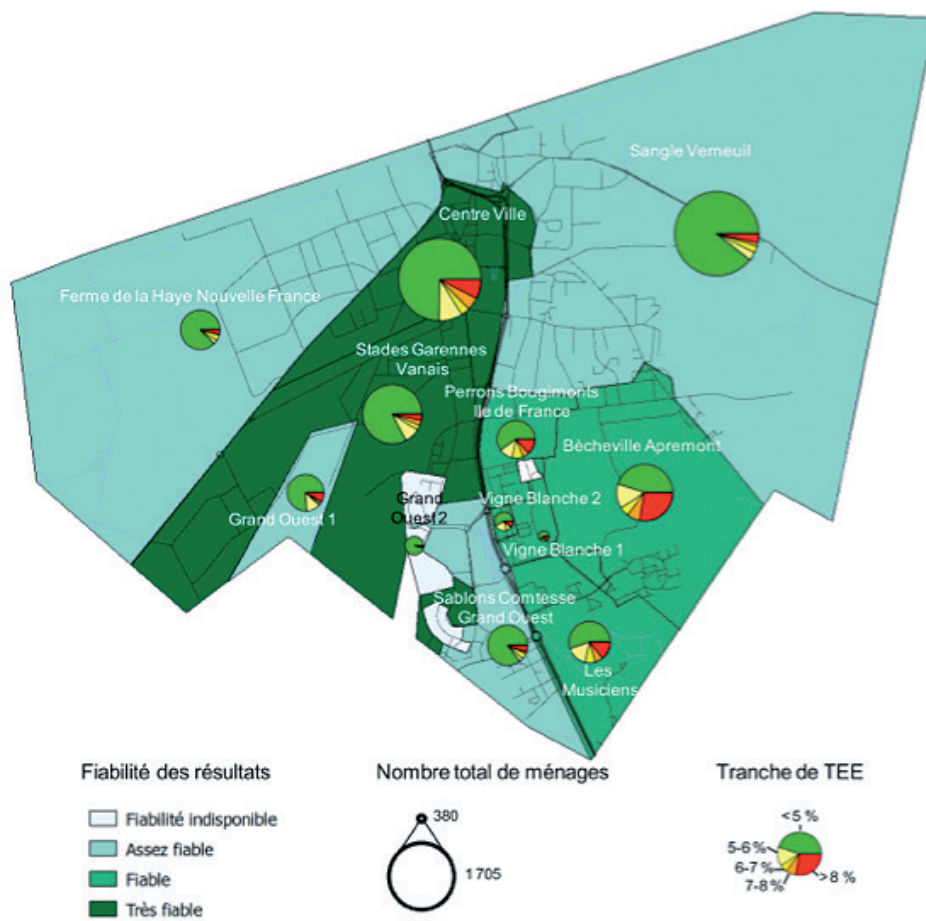 Sangle Verneuil
Centre Ville
Ferme de la Haye Nouvelle France
Stades Garennes
Vanais
Perrons Bougimonts
Ile de France
Bècheville Apremont
Grand Ouest 1
Grand
Ouest 2
Vigne Blanche 2
Vigne Blanche 1
Sablons Comtesse
Grand Ouest
Les
Musiciens
Fiabilité des résultats
Fiabilité indisponible
Assez fiable
Fiable
Très fiable
Nombre total de ménages
380
1 705
Tranche de TEE
<5 %
5-6 %
6-7 %
7-8 %
>8 %